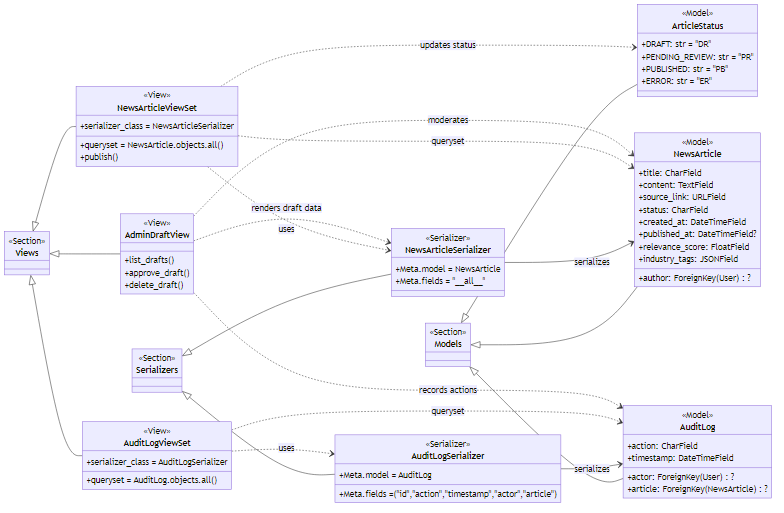 «Model»
ArticleStatus
+DRAFT: str = "DR"
+PENDING_REVIEW: str = "PR"
+PUBLISHED: str = "PB"
+ERROR: str = "ER"
updates status
«View»
NewsArticleViewSet
+serializer_class = NewsArticleSerializer
+queryset = NewsArticle.objects.all()
+publish()
moderates
queryset
«Model»
NewsArticle
+title: CharField
+content: TextField
+source_link: URLField
+status: CharField
+created_at: DateTimeField
+published_at: DateTimeField?
+relevance_score: FloatField
+industry_tags: JSONField
+author: ForeignKey(User) : ?
renders draft data
uses
«View»
AdminDraftView
+list_drafts()
+approve_draft()
+delete_draft()
«Section»
Views
«Serializer»
NewsArticleSerializer
+Meta.model = NewsArticle
+Meta.fields = "__all__"
serializes
«Section»
Models
«Section»
Serializers
records actions
queryset
«Model»
AuditLog
+action: CharField
+timestamp: DateTimeField
+actor: ForeignKey(User) : ?
+article: ForeignKey(NewsArticle) : ?
«View»
AuditLogViewSet
+serializer_class = AuditLogSerializer
+queryset = AuditLog.objects.all()
uses
«Serializer»
AuditLogSerializer
+Meta.model = AuditLog
+Meta.fields =("id","action","timestamp","actor","article")
serializes